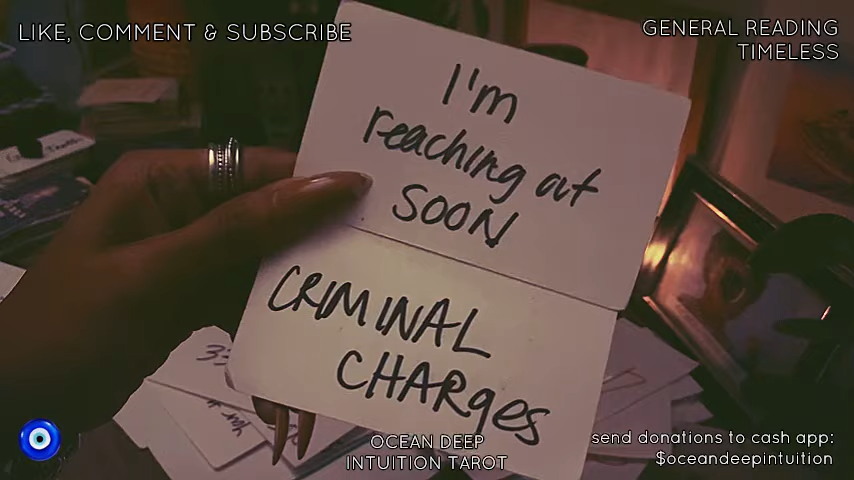 LIKE, COMMENT & SUBSCRIBE
GENERAL READING
TIMELESS
I'm
reaching out
SOON
CRIMINAL
CHARges
OCEAN DEEP
INTUITION TAROT
send donations to cash app:
$oceandeepintuition